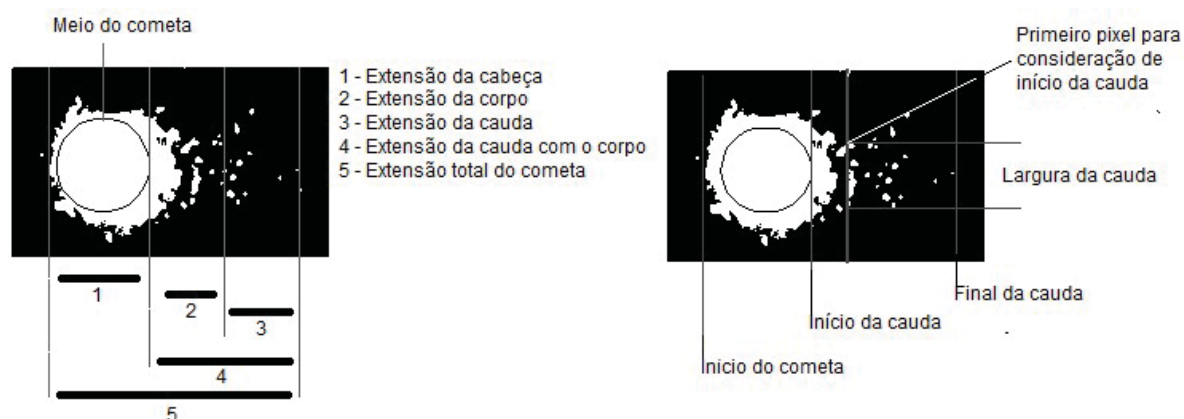 Meio do cometa
1 - Extensão da cabeça
2 - Extensão da corpo
3 - Extensão da cauda
4 - Extensão da cauda com o corpo
5 - Extensão total do cometa
1
2
3
4
5
Primeiro pixel para
consideração de
início da cauda
Largura da cauda
Final da cauda
Início da cauda
Inicio do cometa